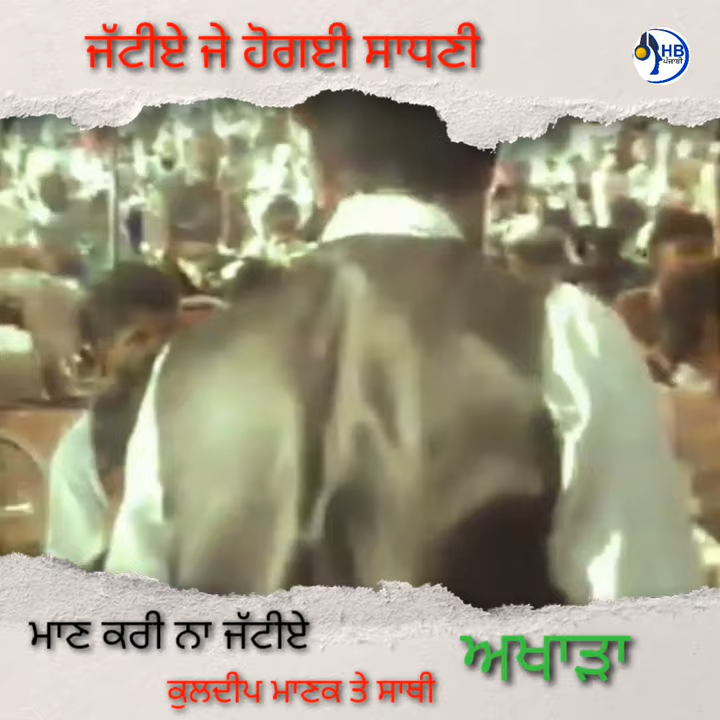 ਜੱਟੀਏ ਜੇ ਹੋਗਈ ਸਾਧਣੀ
HB
ਪੰਜਾਬੀ
ਮਾਣ ਕਰੀ ਨਾ ਜੱਟੀਏ
ਅਖਾੜਾ
ਕੁਲਦੀਪ ਮਾਣਕ ਤੇ ਸਾਥੀ